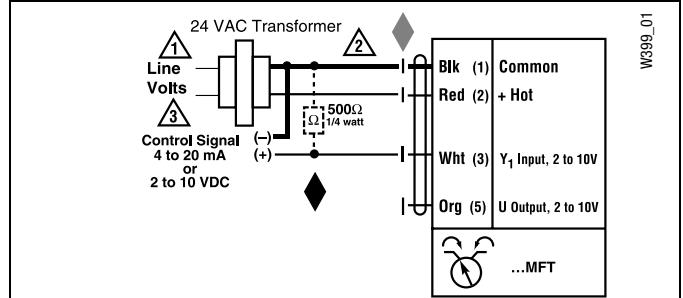 24 VAC Transformer
1
2
Line
Volts
3
Control Signal
4 to 20 mA
or
2 to 10 VDC
(–)
(+)
Ω
500Ω
1/4 watt
Blk (1) Common
Red (2) + Hot
Wht (3) Y1 Input, 2 to 10V
Org (5) U Output, 2 to 10V
...MFT
W399_01